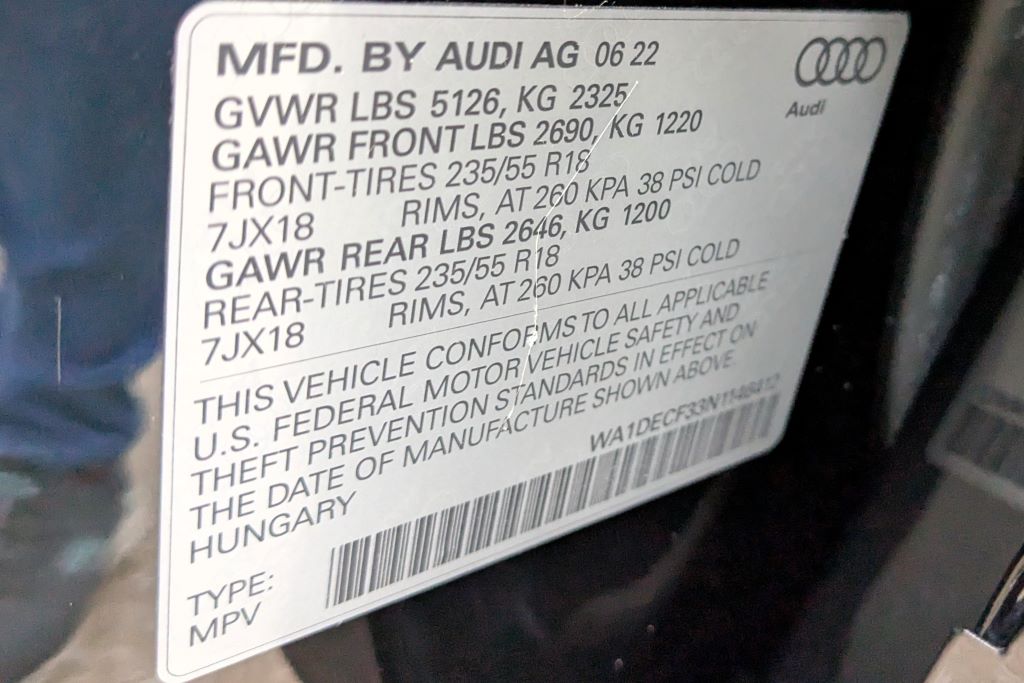 MFD. BY AUDI AG 06 22
Audi
GVWR LBS 5126, KG 2325
GAWR FRONT LBS 2690, KG 1220
FRONT-TIRES 235/55 R18
7JX18 RIMS, AT 260 KPA 38 PSI COLD
GAWR REAR LBS 2646, KG 1200
REAR-TIRES 235/55 R18
7JX18 RIMS, AT 260 KPA 38 PSI COLD
THIS VEHICLE CONFORMS TO ALL APPLICABLE
U.S. FEDERAL MOTOR VEHICLE SAFETY AND
THEFT PREVENTION STANDARDS IN EFFECT ON
THE DATE OF MANUFACTURE SHOWN ABOVE.
HUNGARY
TYPE:
MPV